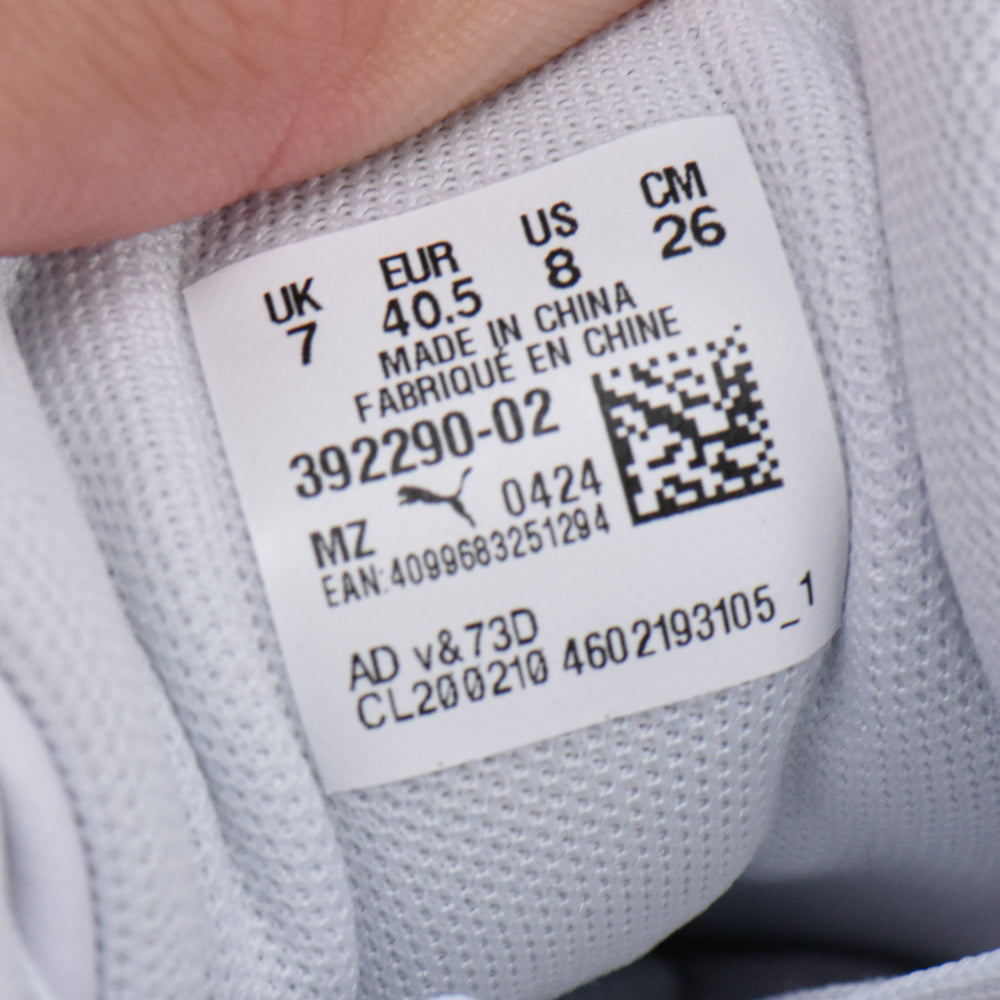 UK EUR US CM
7 40.5 8 26
MADE IN CHINA
FABRIQUÉ EN CHINE
392290-02
MZ 0424
EAN:4099683251294
AD v&73D
CL200210 4602193105_1